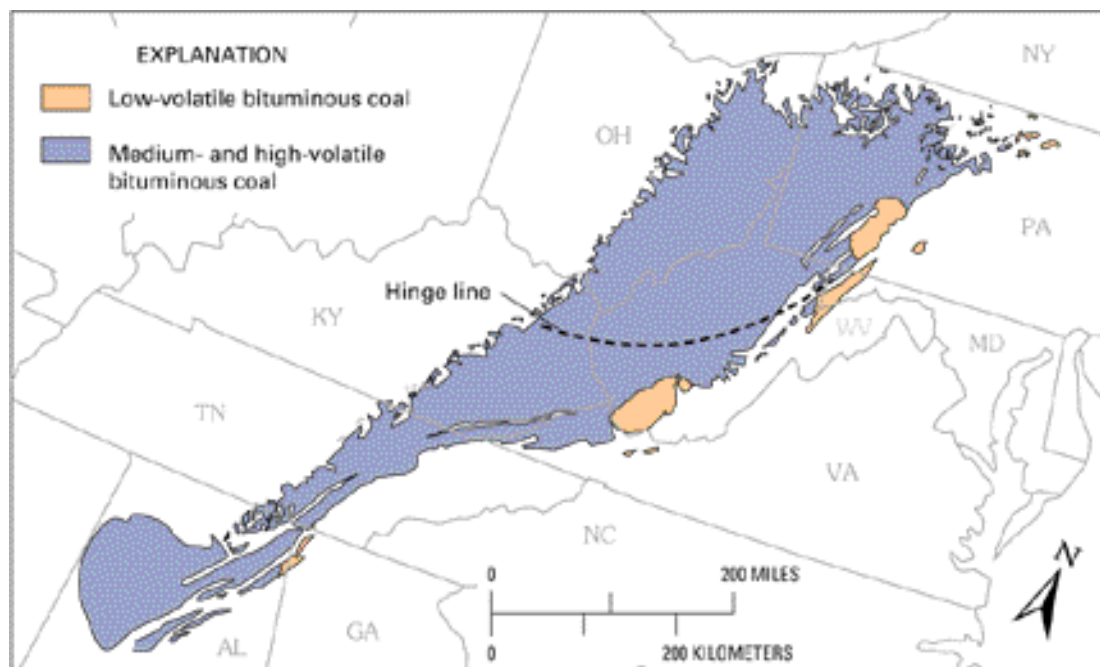 EXPLANATION
Low-volatile bituminous coal
Medium- and high-volatile
bituminous coal
NY
OH
PA
Hinge line
KY
WV
MD
TN
VA
NC
N
0
200 MILES
0
200 KILOMETERS
AL
GA